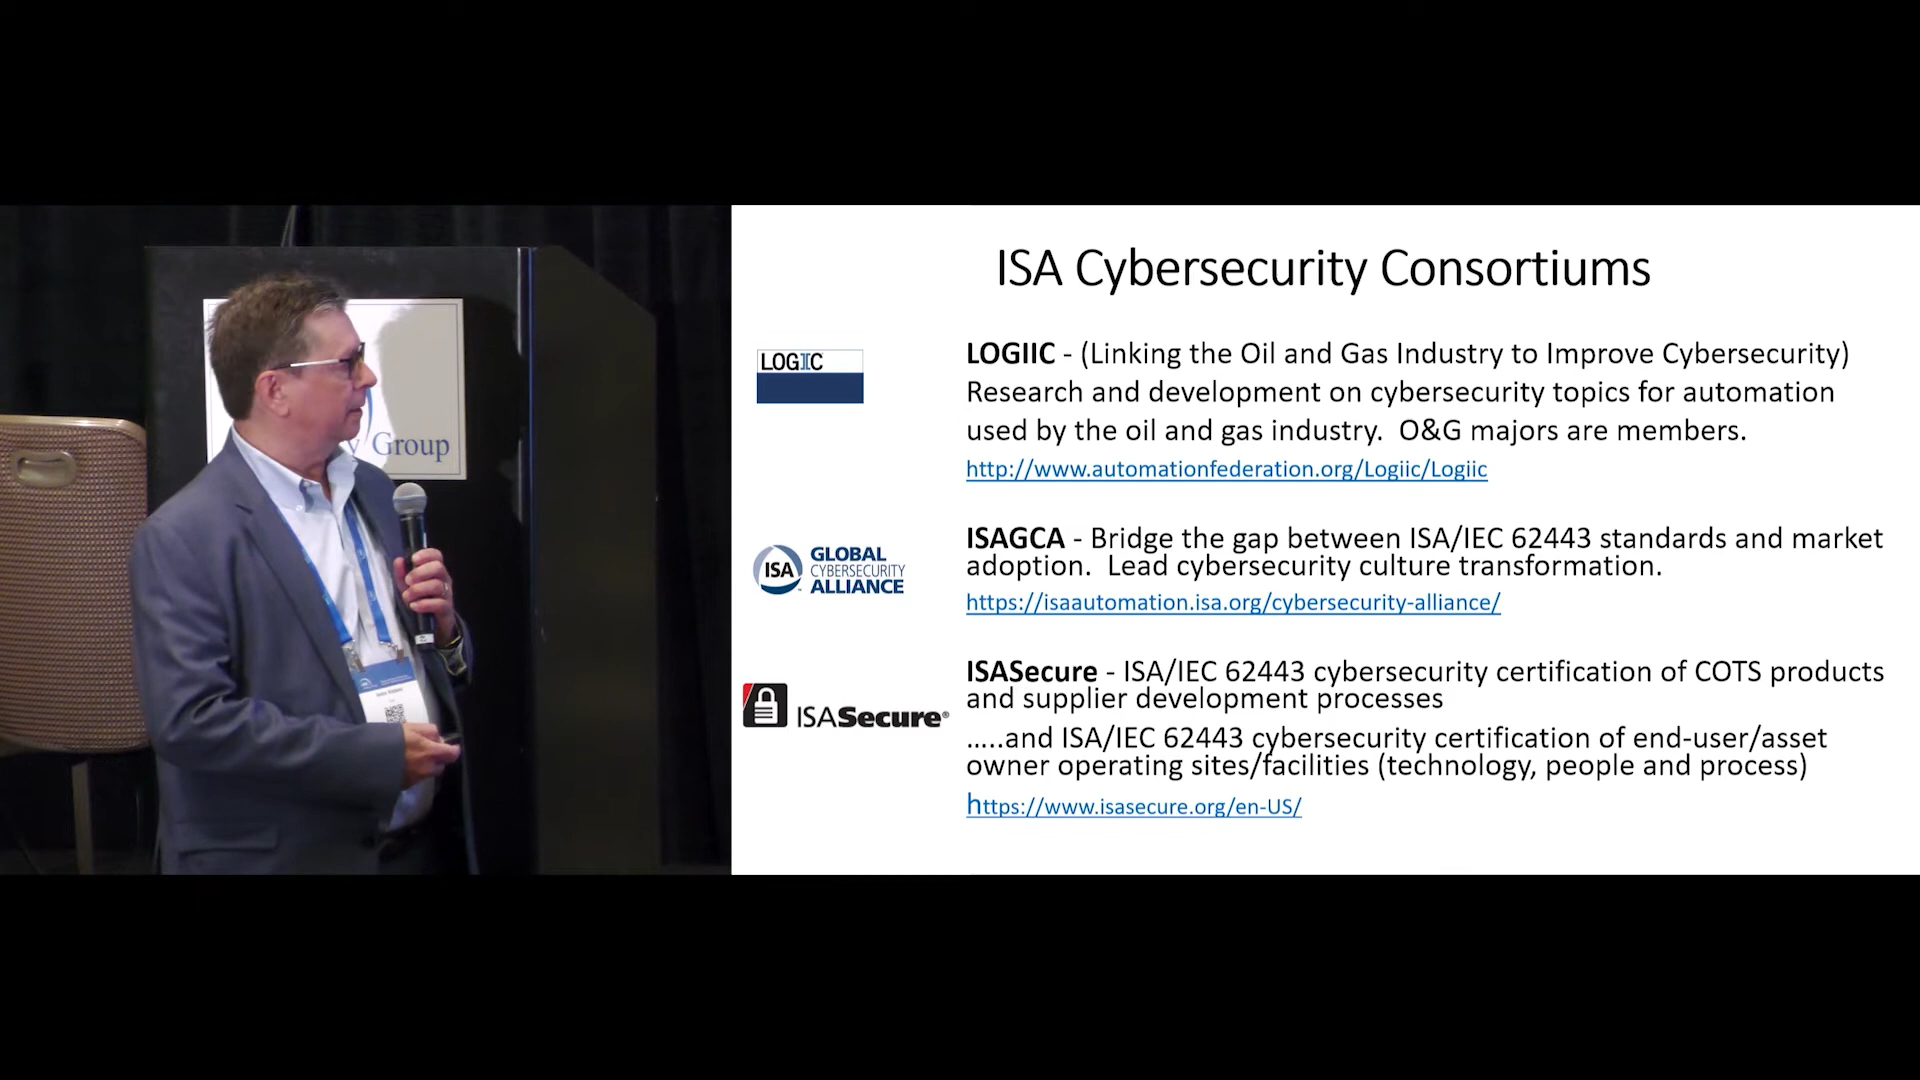 Group
ISA Cybersecurity Consortiums
LOGIIC
LOGIIC - (Linking the Oil and Gas Industry to Improve Cybersecurity)
Research and development on cybersecurity topics for automation
used by the oil and gas industry. O&G majors are members.
http://www.automationfederation.org/Logiic/Logiic
ISA
GLOBAL
CYBERSECURITY
ALLIANCE
ISAGCA - Bridge the gap between ISA/IEC 62443 standards and market
adoption. Lead cybersecurity culture transformation.
https://isaautomation.isa.org/cybersecurity-alliance/
ISASecure®
ISASecure - ISA/IEC 62443 cybersecurity certification of COTS products
and supplier development processes
.....and ISA/IEC 62443 cybersecurity certification of end-user/asset
owner operating sites/facilities (technology, people and process)
https://www.isasecure.org/en-US/